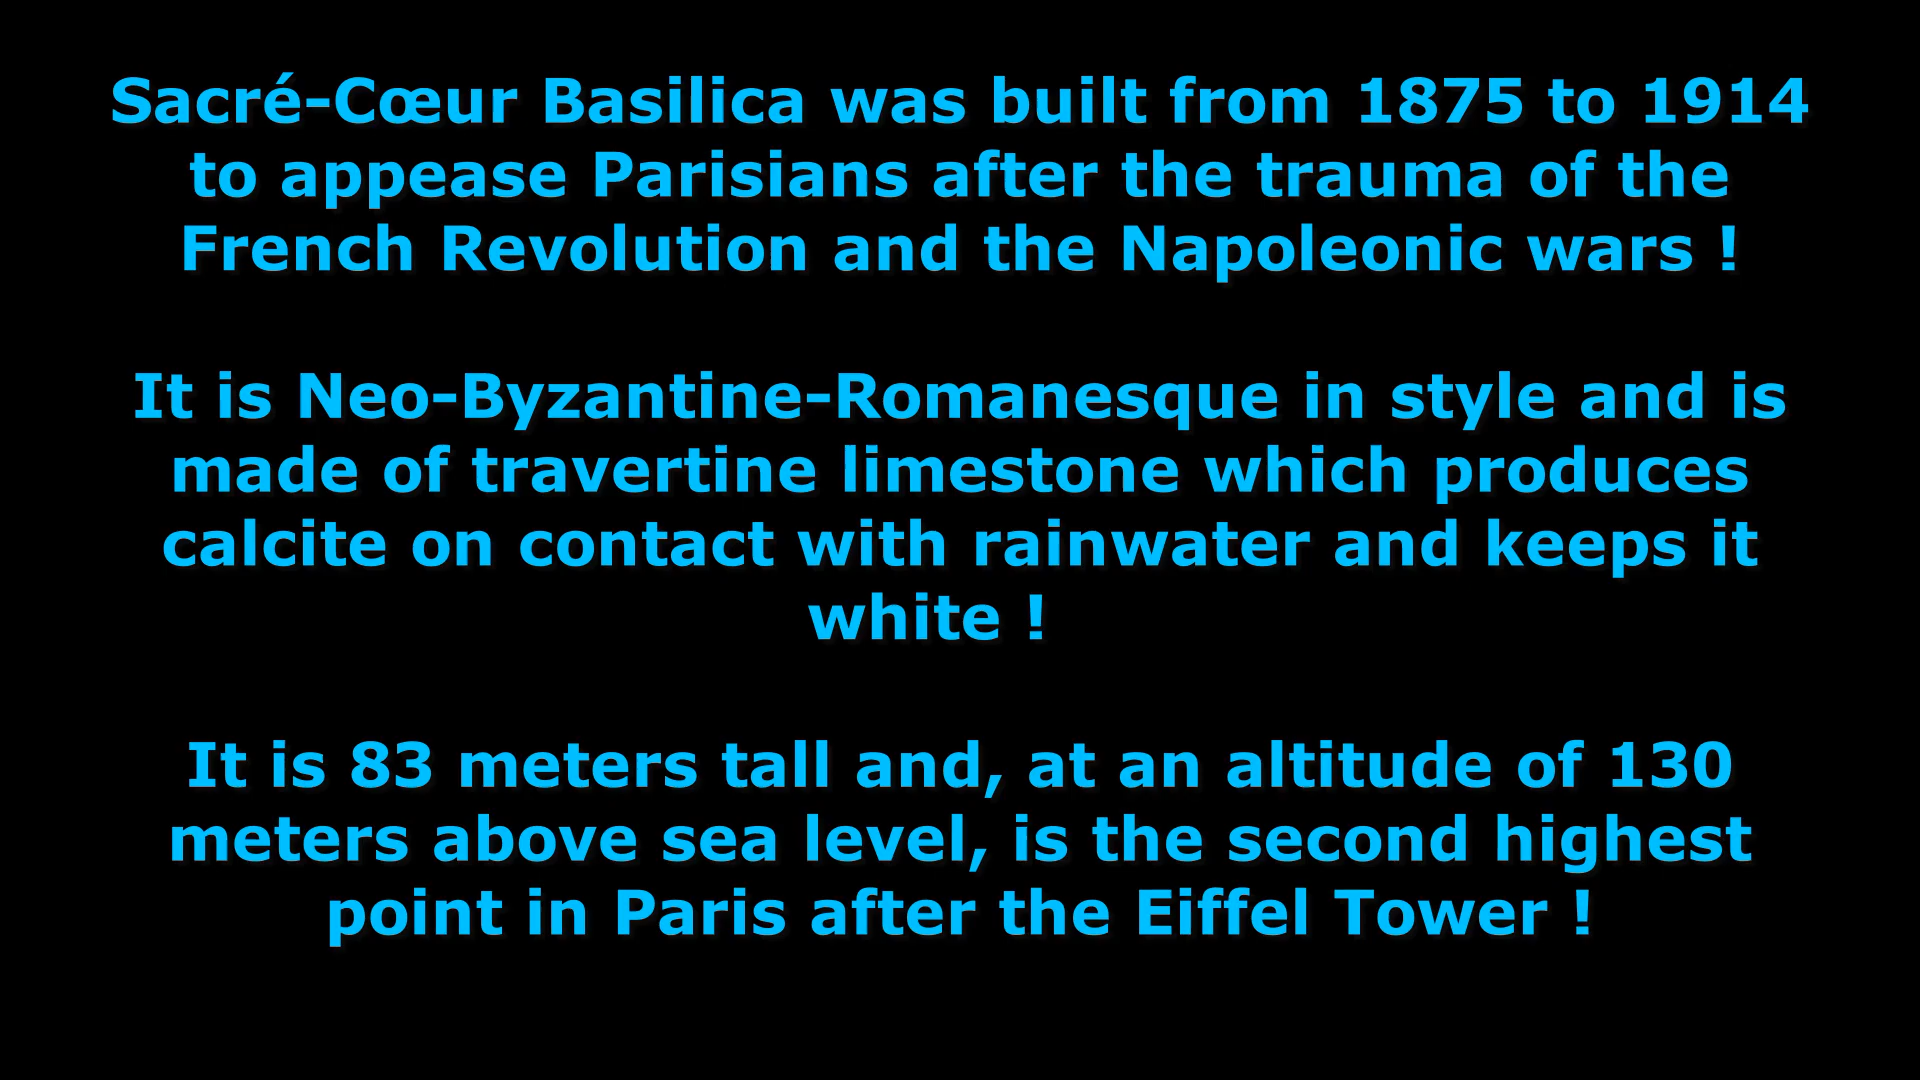 Sacré-Cœur Basilica was built from 1875 to 1914
to appease Parisians after the trauma of the
French Revolution and the Napoleonic wars !
It is Neo-Byzantine-Romanesque in style and is
made of travertine limestone which produces
calcite on contact with rainwater and keeps it
white !
It is 83 meters tall and, at an altitude of 130
meters above sea level, is the second highest
point in Paris after the Eiffel Tower !